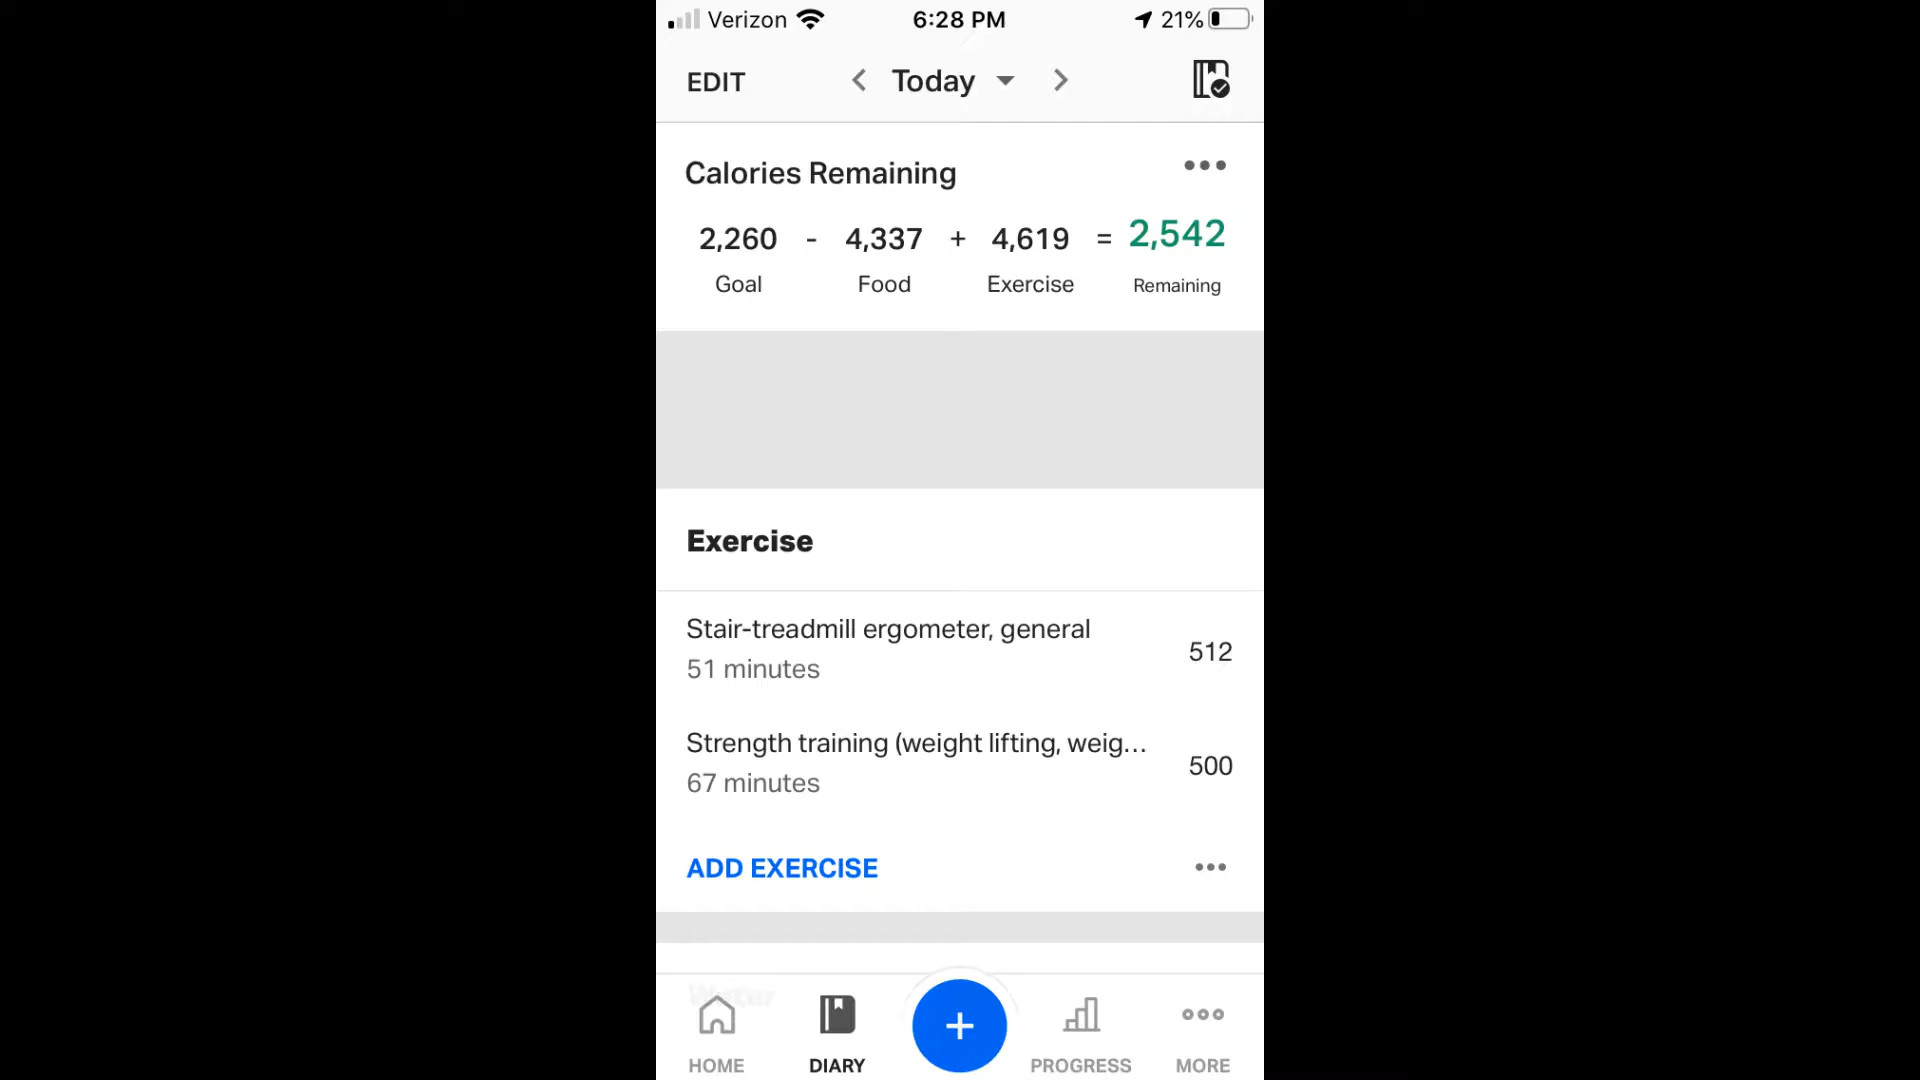 Verizon 6:28 PM 21%
EDIT Today
Calories Remaining
2,260 - 4,337 + 4,619 = 2,542
Goal Food Exercise Remaining
Exercise
Stair-treadmill ergometer, general
51 minutes
512
Strength training (weight lifting, weig...
67 minutes
500
ADD EXERCISE
Water
HOME DIARY + PROGRESS MORE